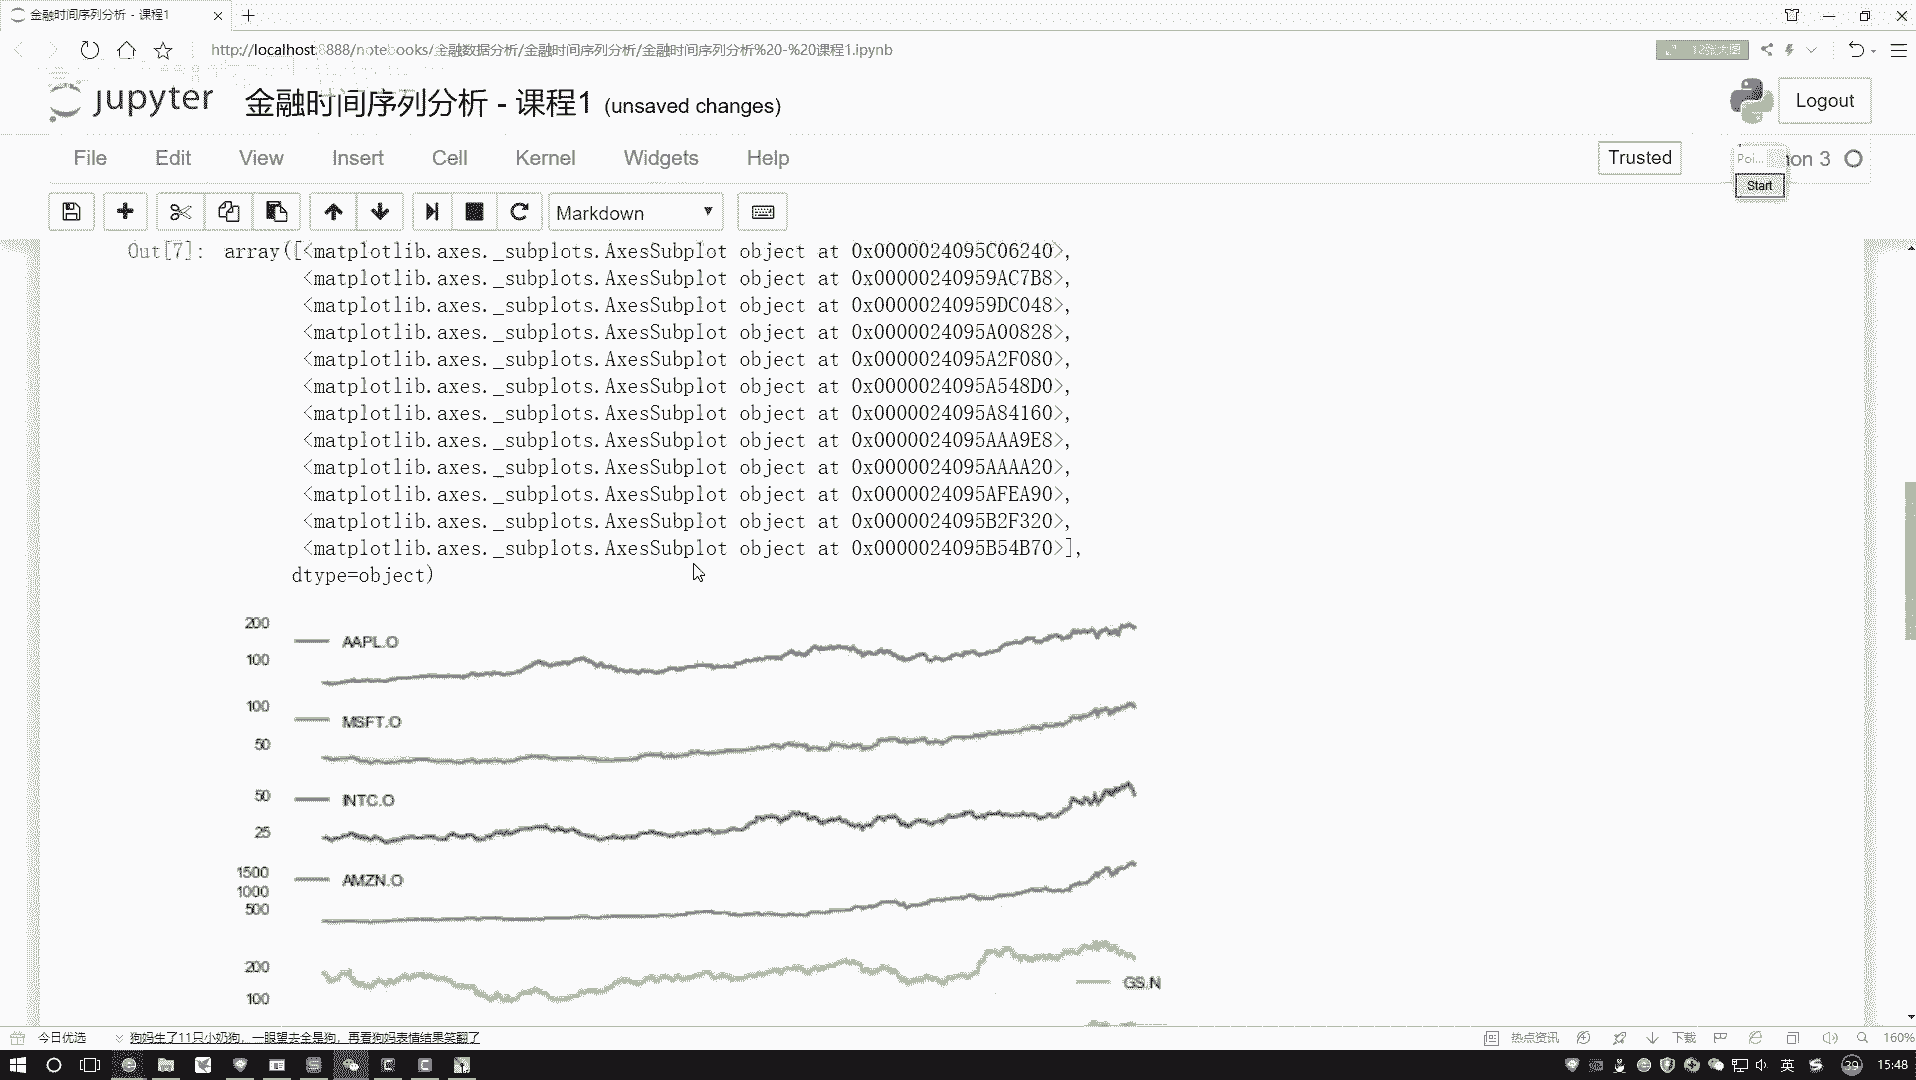 金融时间序列分析 - 课程1
http://localhost:8888/notebooks/金融数据分析/金融时间序列分析/金融时间序列分析%20-%20课程1.ipynb
12张大图
jupyter 金融时间序列分析 - 课程1 (unsaved changes)
Logout
File Edit View Insert Cell Kernel Widgets Help
Trusted
Poi... on 3
Start
Markdown
Out[7]: array([<matplotlib.axes._subplots.AxesSubplot object at 0x0000024095C06240>,
<matplotlib.axes._subplots.AxesSubplot object at 0x00000240959AC7B8>,
<matplotlib.axes._subplots.AxesSubplot object at 0x00000240959DC048>,
<matplotlib.axes._subplots.AxesSubplot object at 0x0000024095A00828>,
<matplotlib.axes._subplots.AxesSubplot object at 0x0000024095A2F080>,
<matplotlib.axes._subplots.AxesSubplot object at 0x0000024095A548D0>,
<matplotlib.axes._subplots.AxesSubplot object at 0x0000024095A84160>,
<matplotlib.axes._subplots.AxesSubplot object at 0x0000024095AAA9E8>,
<matplotlib.axes._subplots.AxesSubplot object at 0x0000024095AAAA20>,
<matplotlib.axes._subplots.AxesSubplot object at 0x0000024095AFEA90>,
<matplotlib.axes._subplots.AxesSubplot object at 0x0000024095B2F320>,
<matplotlib.axes._subplots.AxesSubplot object at 0x0000024095B54B70>],
dtype=object)
200
AAPL.O
100
100
MSFT.O
50
50
INTC.O
25
1500
AMZN.O
1000
500
200
GS.N
100
今日优选 狗妈生了11只小奶狗，一眼望去全是狗，再看狗妈表情结果笑翻了
热点资讯 下载 160%
英 39 15:48